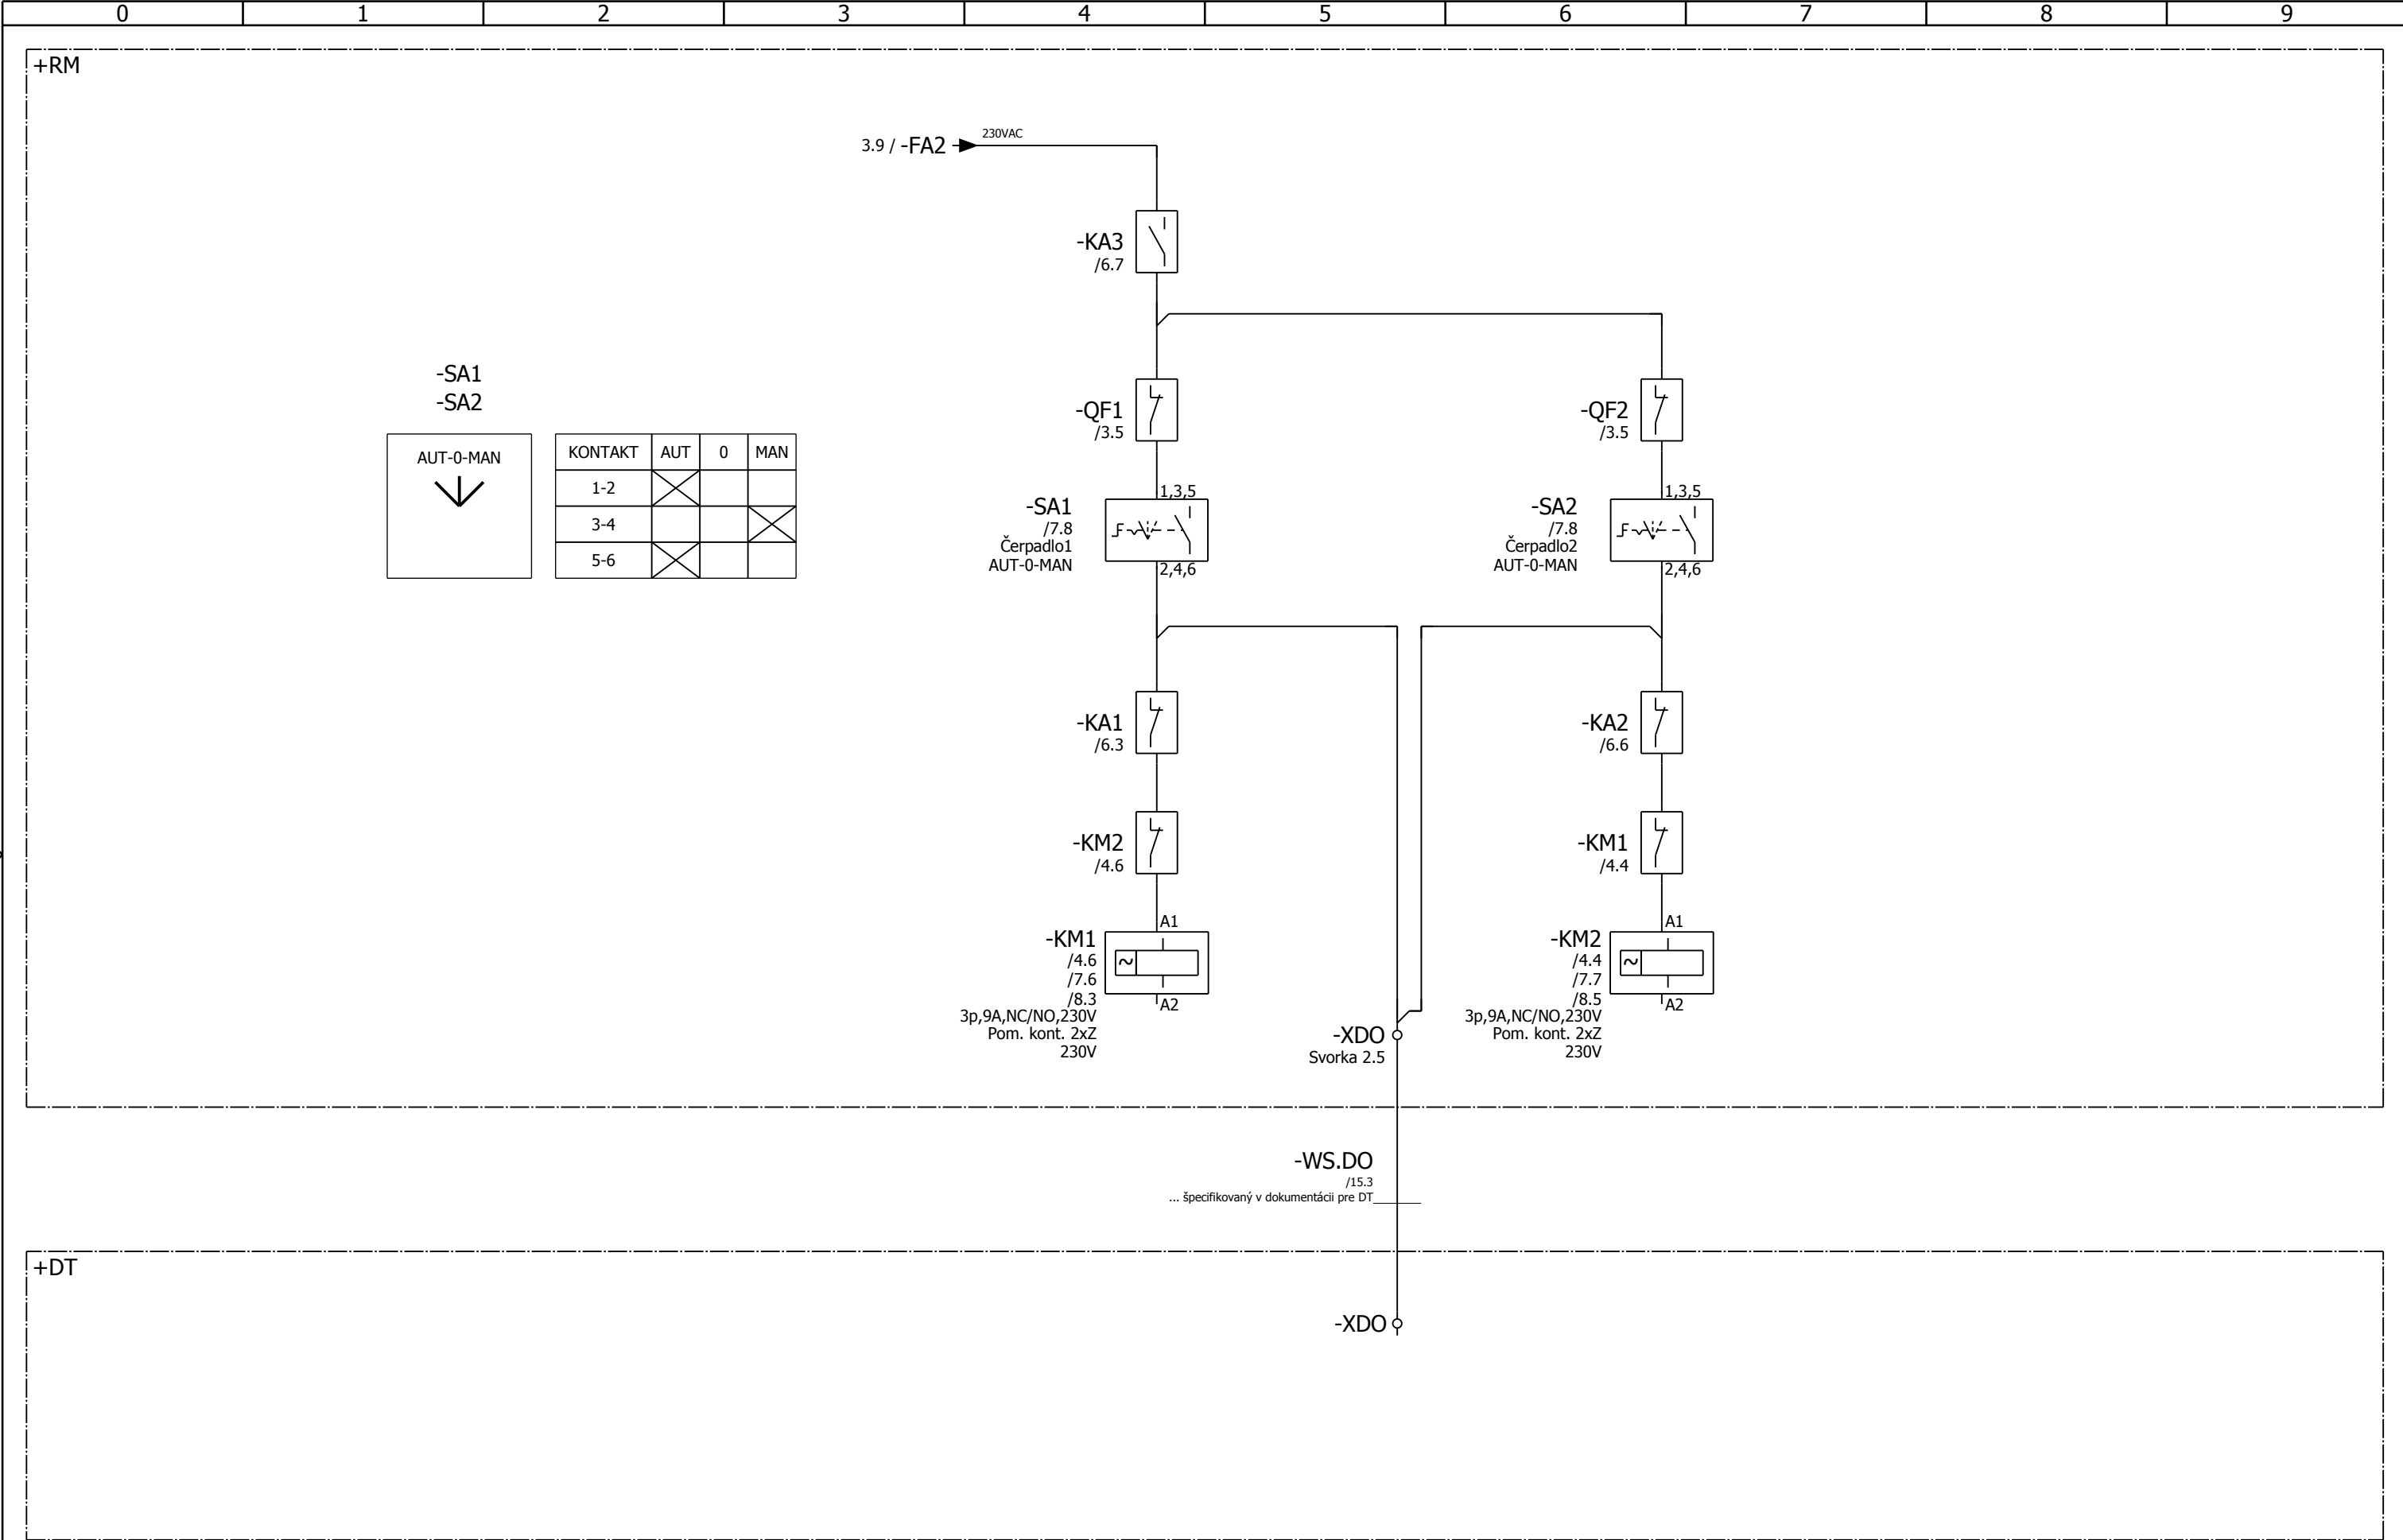 0 1 2 3 4 5 6 7 8 9
+RM
230VAC
3.9 / -FA2
-KA3
/6.7
-SA1
-SA2
AUT-0-MAN
KONTAKT AUT 0 MAN
1-2
3-4
5-6
-QF1
/3.5
-QF2
/3.5
1,3,5
-SA1
/7.8
Čerpadlo1
AUT-0-MAN
2,4,6
1,3,5
-SA2
/7.8
Čerpadlo2
AUT-0-MAN
2,4,6
-KA1
/6.3
-KA2
/6.6
-KM2
/4.6
-KM1
/4.4
A1
-KM1
/4.6
/7.6
/8.3
A2
3p,9A,NC/NO,230V
Pom. kont. 2xZ
230V
~
A1
-KM2
/4.4
/7.7
/8.5
A2
3p,9A,NC/NO,230V
Pom. kont. 2xZ
230V
~
-XDO
Svorka 2.5
-WS.DO
/15.3
... špecifikovaný v dokumentácii pre DT
+DT
-XDO